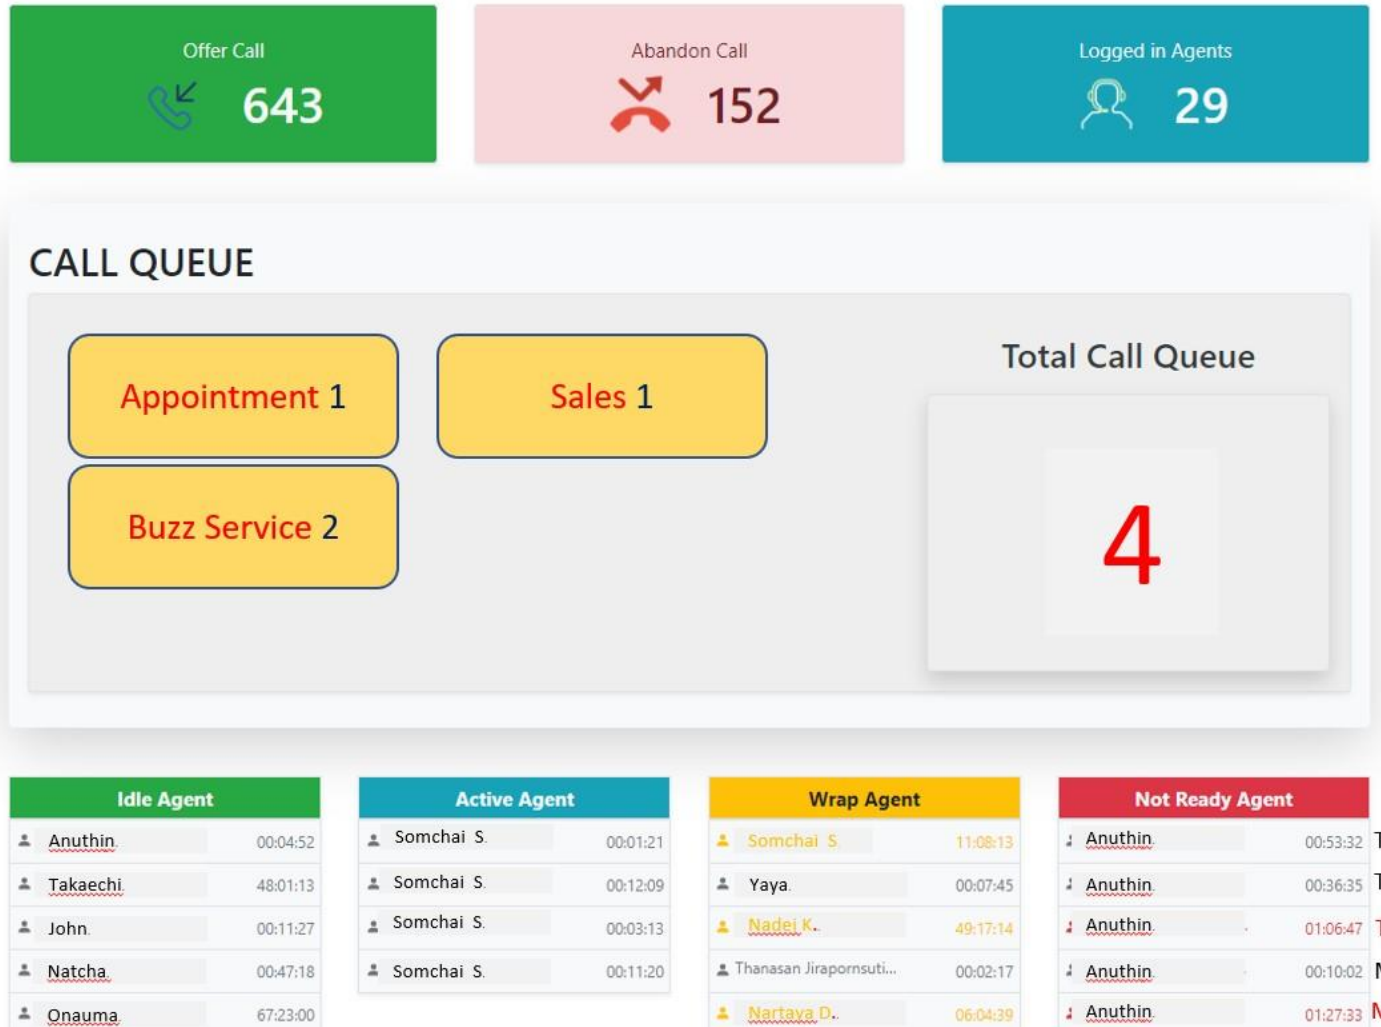 Offer Call
643
Abandon Call
152
Logged in Agents
29
CALL QUEUE
Appointment 1
Sales 1
Buzz Service 2
Total Call Queue
4
Idle Agent
Anuthin. 00:04:52
Takaechi. 48:01:13
John. 00:11:27
Natcha. 00:47:18
Onauma. 67:23:00
Active Agent
Somchai S. 00:01:21
Somchai S. 00:12:09
Somchai S. 00:03:13
Somchai S. 00:11:20
Wrap Agent
Somchai S. 11:08:13
Yaya. 00:07:45
Nadej K.. 49:17:14
Thanasan Jirapornsuti... 00:02:17
Nartaya D.. 06:04:39
Not Ready Agent
Anuthin. 00:53:32 T
Anuthin. 00:36:35 T
Anuthin. 01:06:47
Anuthin. 00:10:02
Anuthin. 01:27:33